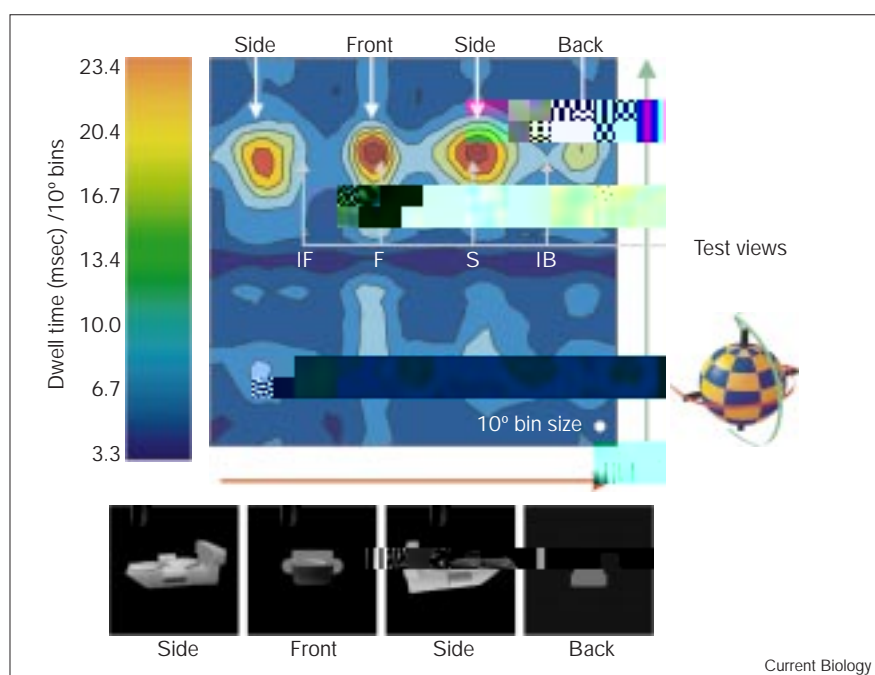 Side Front Side Back
23.4
20.4
16.7
13.4
10.0
6.7
3.3
Dwell time (msec) /10º bins
IF F S IB
Test views
10º bin size
Side Front Side Back
Current Biology